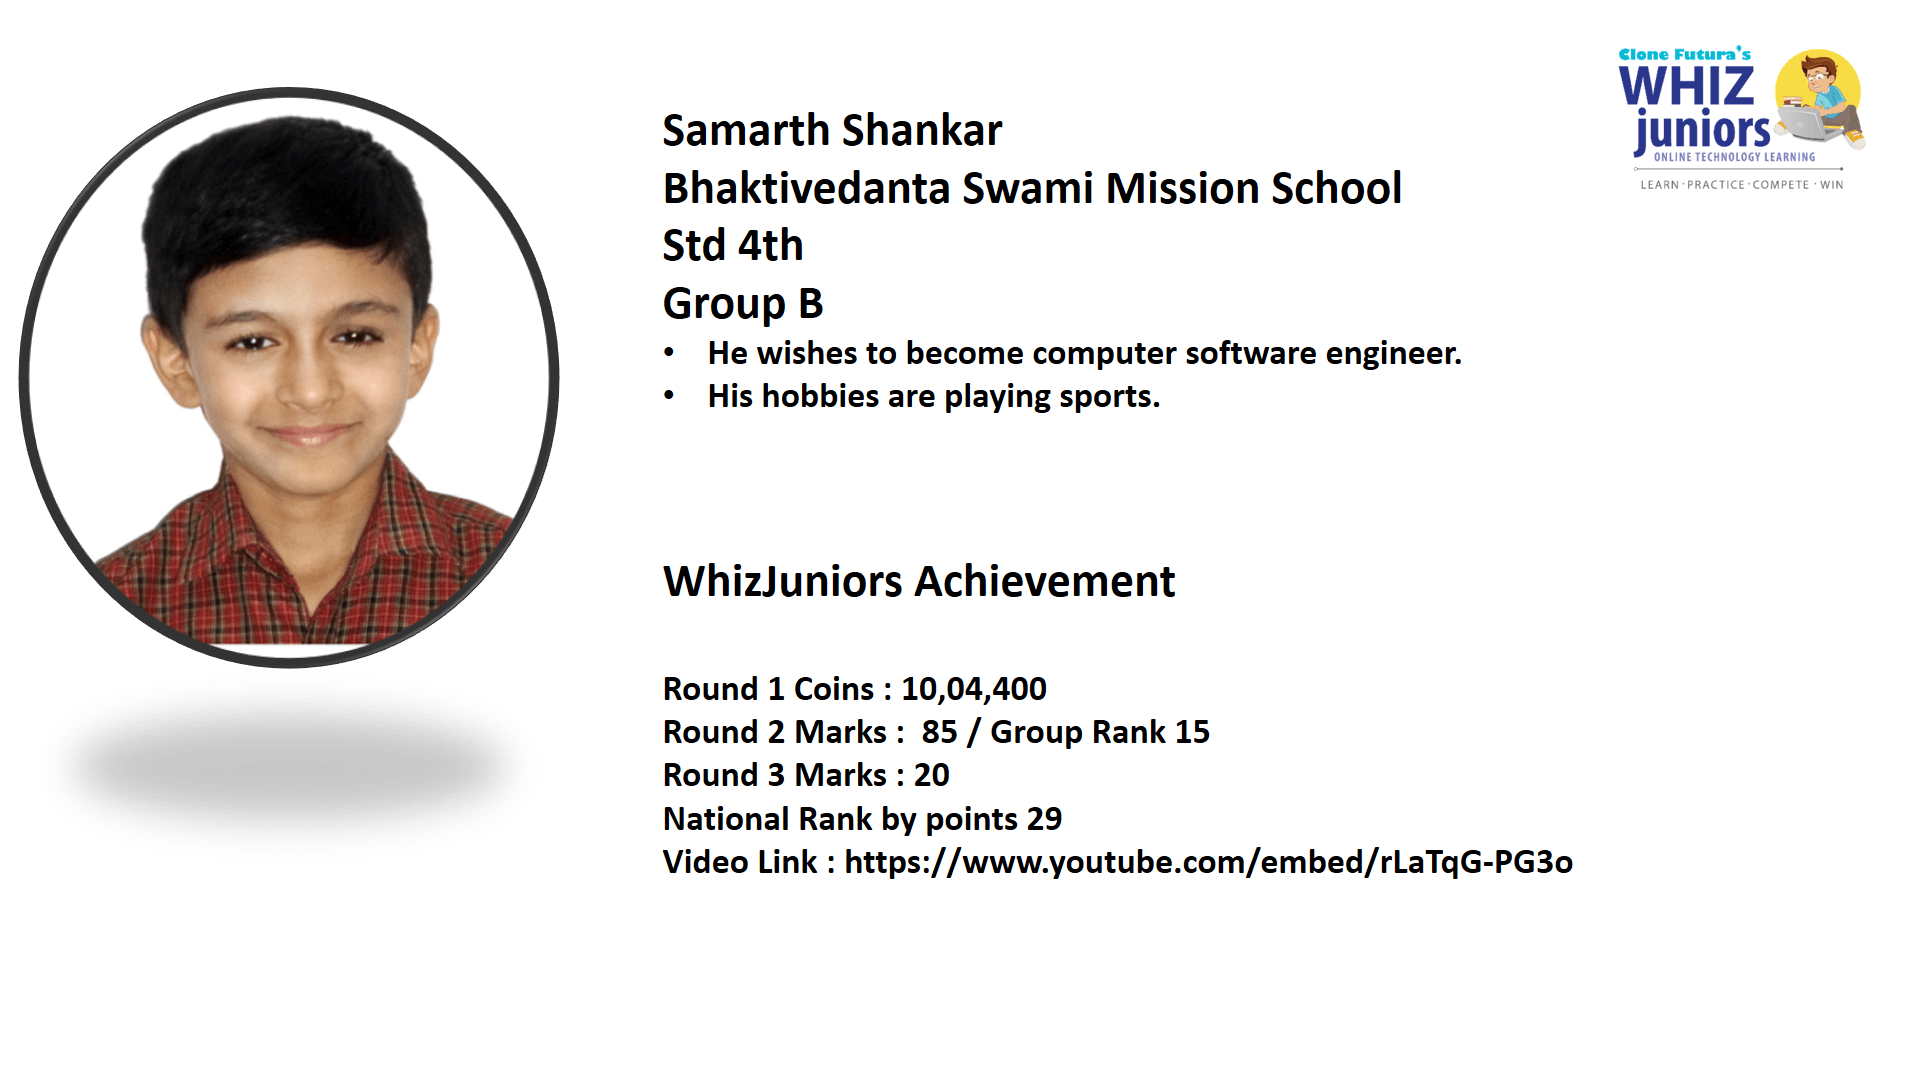 Clone Futura's
WHIZ
juniors
ONLINE TECHNOLOGY LEARNING
LEARN · PRACTICE · COMPETE · WIN
Samarth Shankar
Bhaktivedanta Swami Mission School
Std 4th
Group B
• He wishes to become computer software engineer.
• His hobbies are playing sports.
WhizJuniors Achievement
Round 1 Coins : 10,04,400
Round 2 Marks :  85 / Group Rank 15
Round 3 Marks : 20
National Rank by points 29
Video Link : https://www.youtube.com/embed/rLaTqG-PG3o